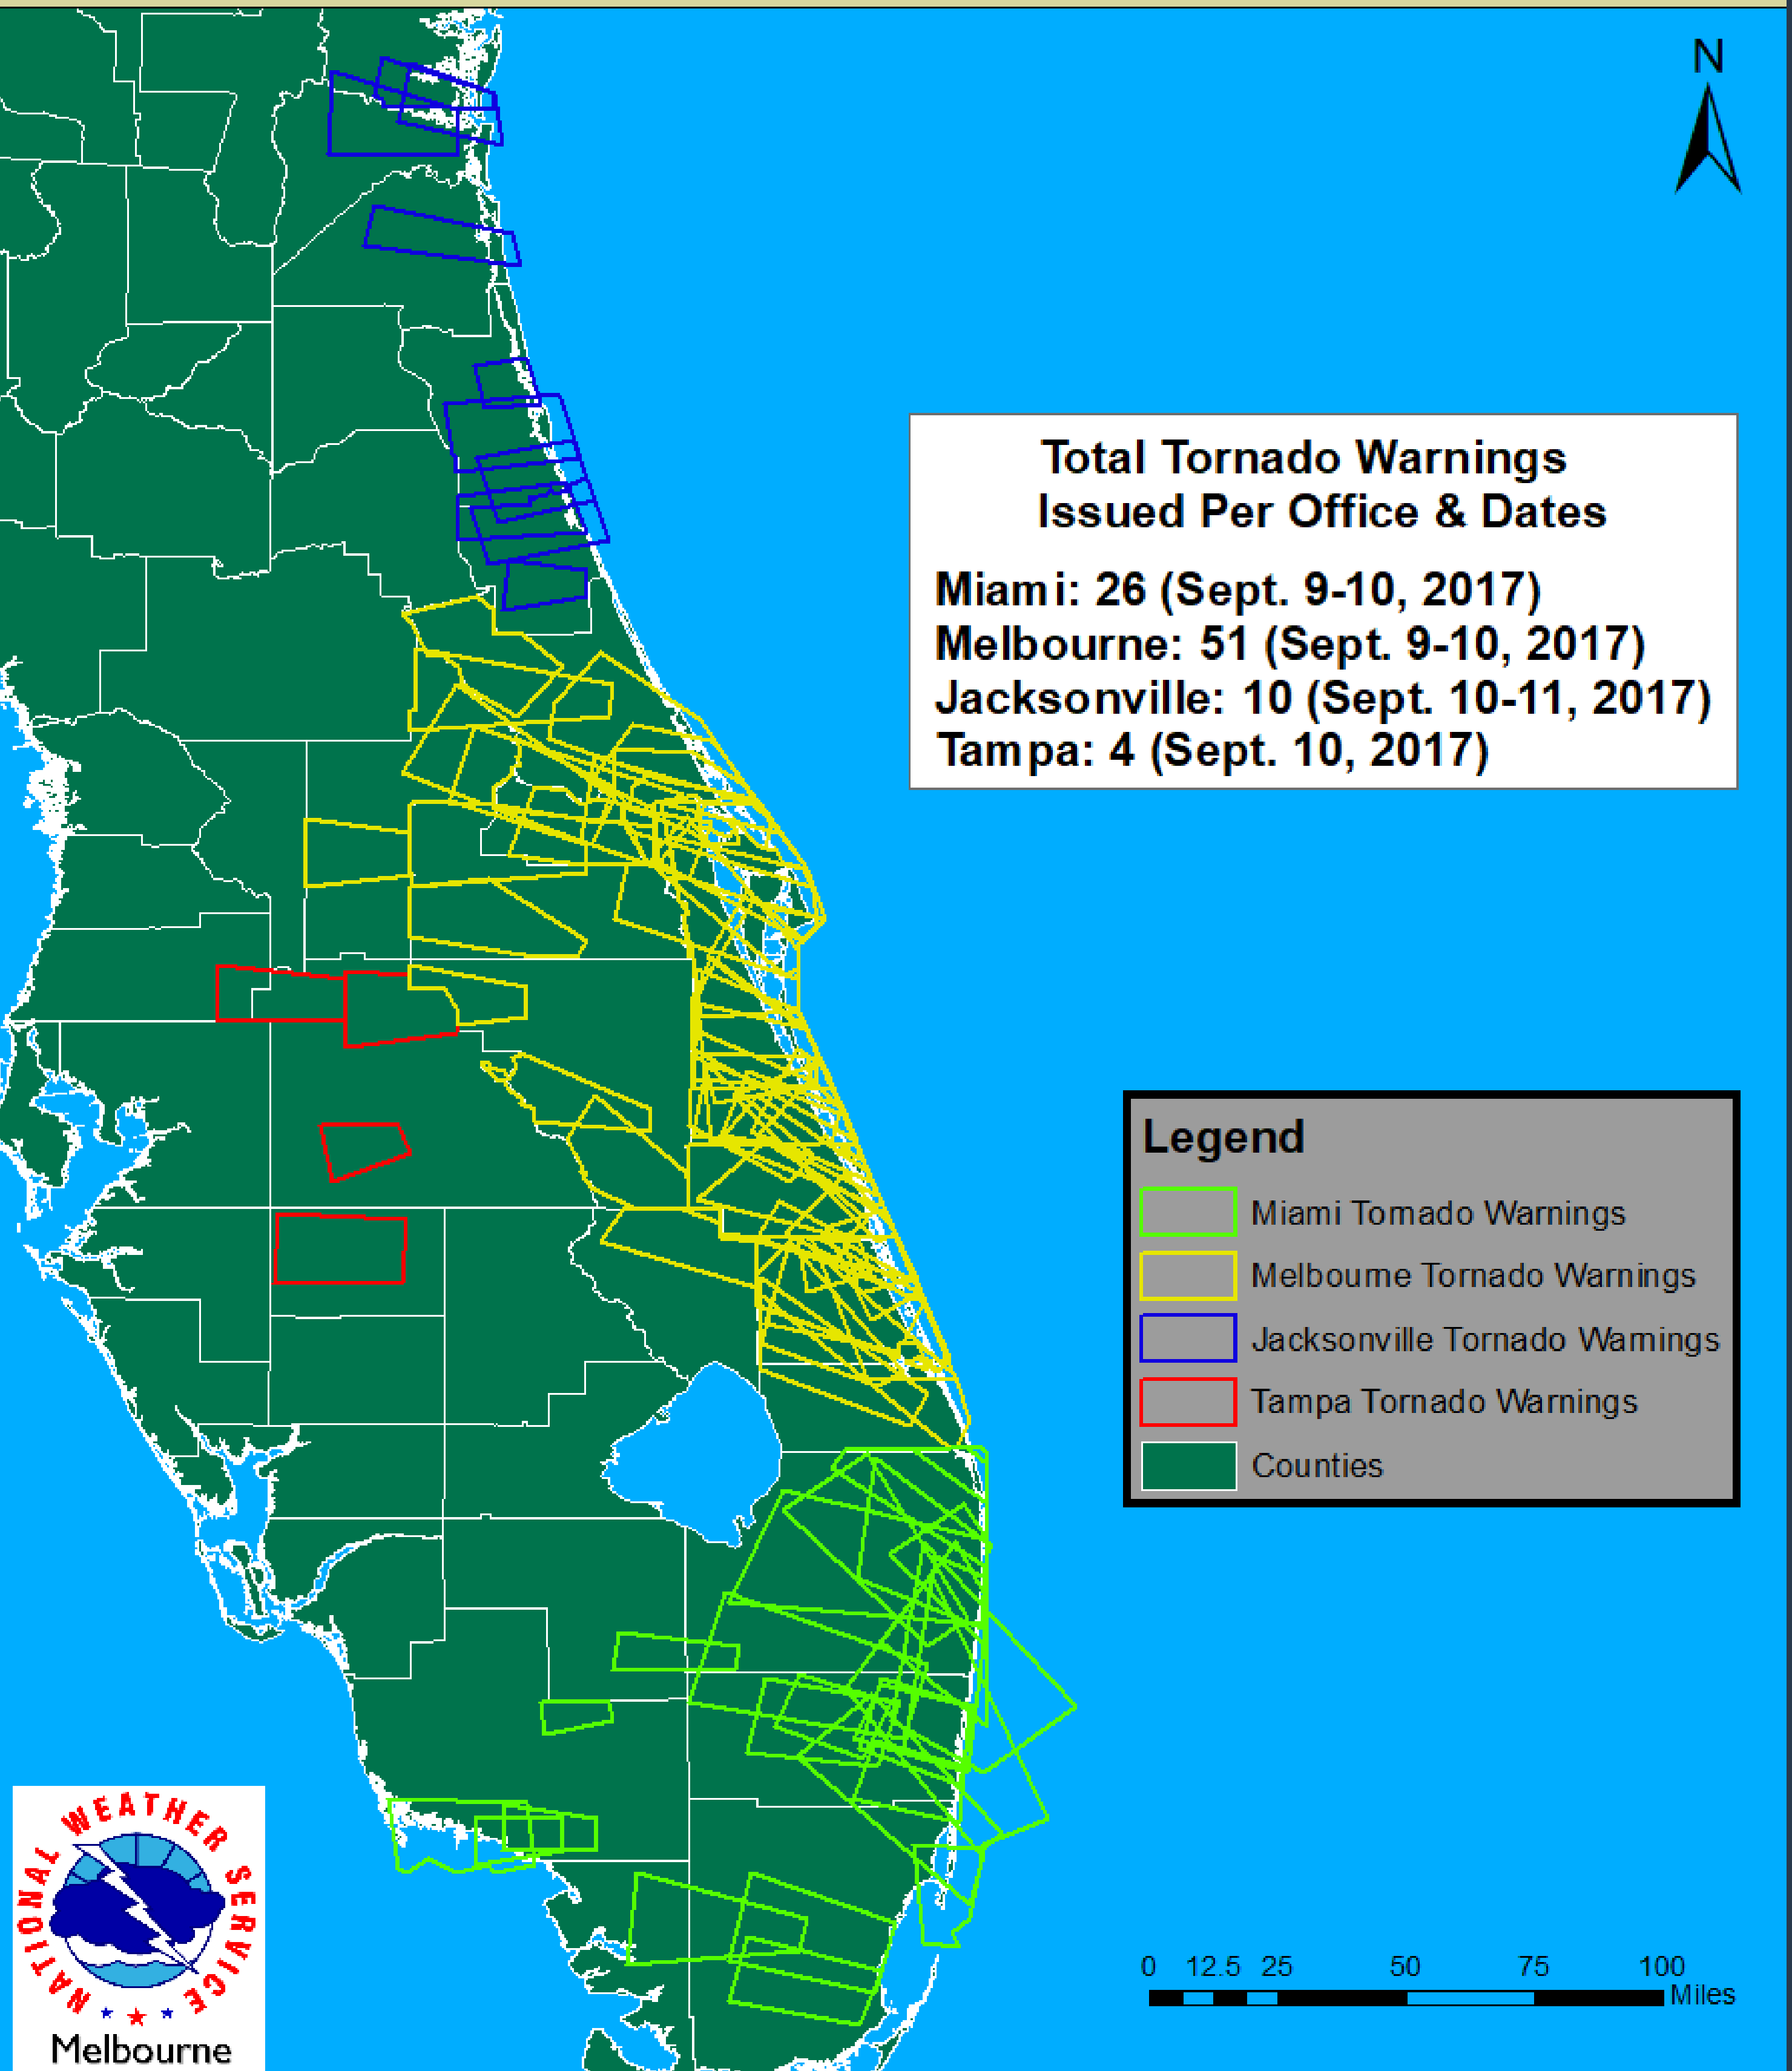 N
Total Tornado Warnings
Issued Per Office & Dates
Miami: 26 (Sept. 9-10, 2017)
Melbourne: 51 (Sept. 9-10, 2017)
Jacksonville: 10 (Sept. 10-11, 2017)
Tampa: 4 (Sept. 10, 2017)
Legend
Miami Tornado Warnings
Melbourne Tornado Warnings
Jacksonville Tornado Warnings
Tampa Tornado Warnings
Counties
NATIONAL WEATHER SERVICE
Melbourne
0 12.5 25 50 75 100
Miles